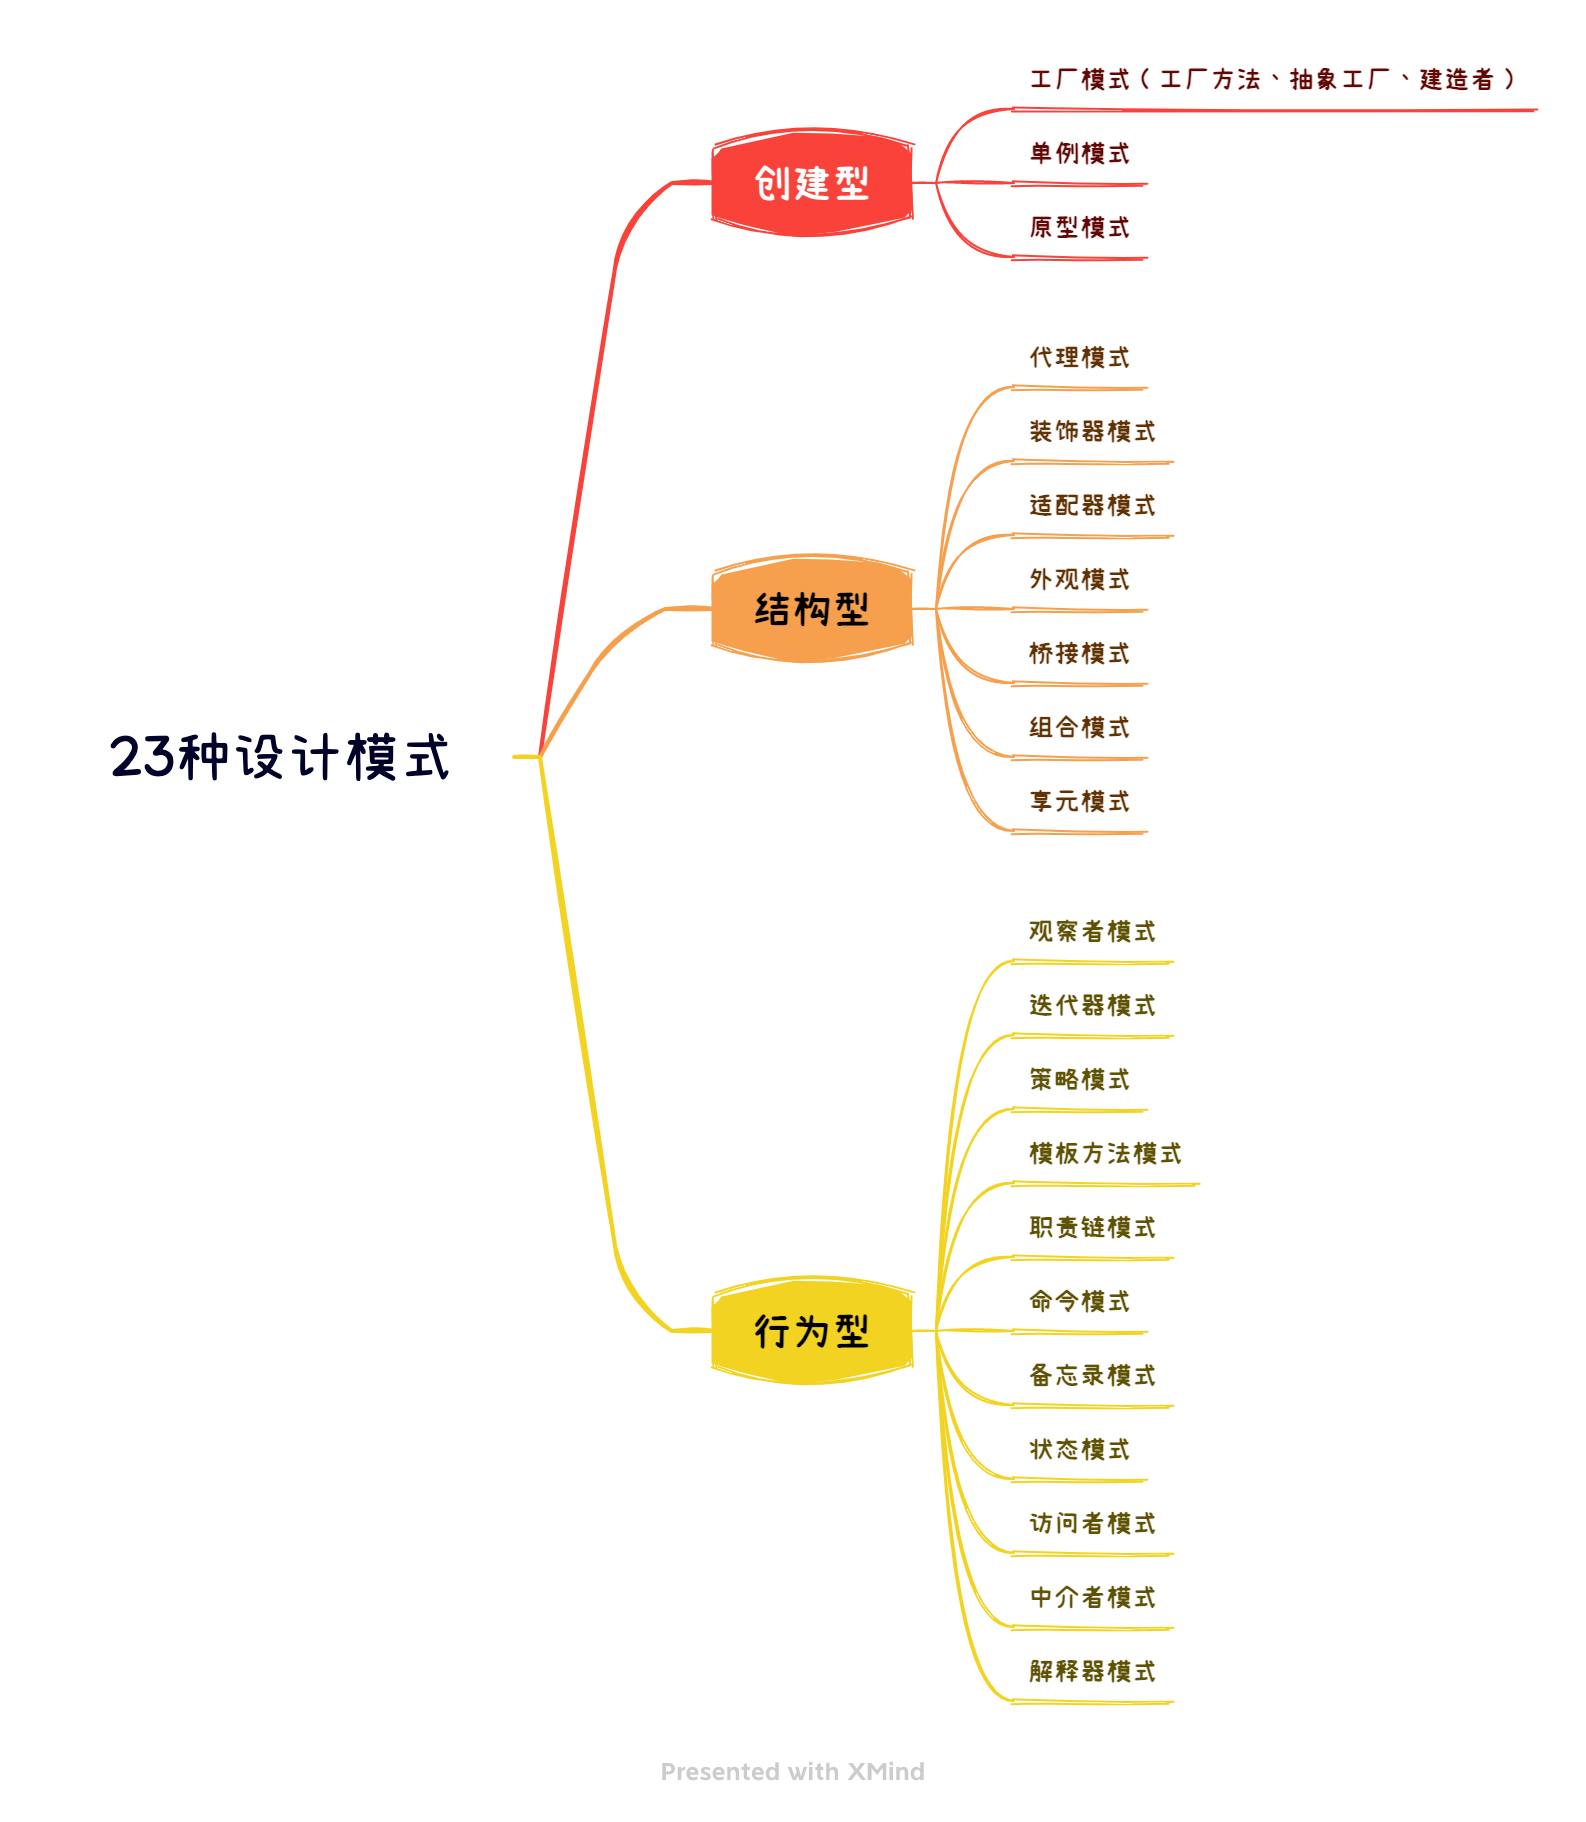 23种设计模式
创建型
工厂模式（工厂方法、抽象工厂、建造者）
单例模式
原型模式
结构型
代理模式
装饰器模式
适配器模式
外观模式
桥接模式
组合模式
享元模式
行为型
观察者模式
迭代器模式
策略模式
模板方法模式
职责链模式
命令模式
备忘录模式
状态模式
访问者模式
中介者模式
解释器模式
Presented with XMind